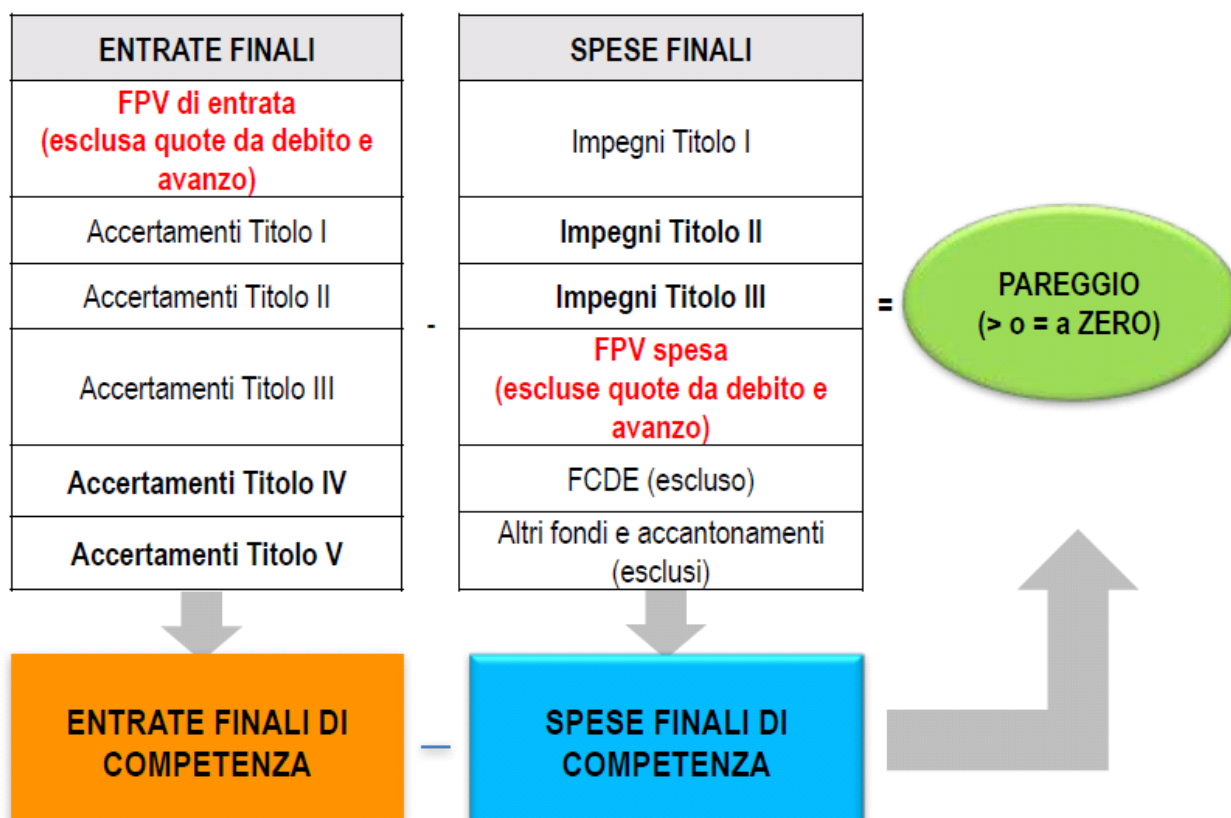 ENTRATE FINALI
FPV di entrata
(esclusa quote da debito e
avanzo)
Accertamenti Titolo I
Accertamenti Titolo II
Accertamenti Titolo III
Accertamenti Titolo IV
Accertamenti Titolo V
-
SPESE FINALI
Impegni Titolo I
Impegni Titolo II
Impegni Titolo III
FPV spesa
(escluse quote da debito e
avanzo)
FCDE (escluso)
Altri fondi e accantonamenti
(esclusi)
=
PAREGGIO
(> o = a ZERO)
ENTRATE FINALI DI
COMPETENZA
–
SPESE FINALI DI
COMPETENZA